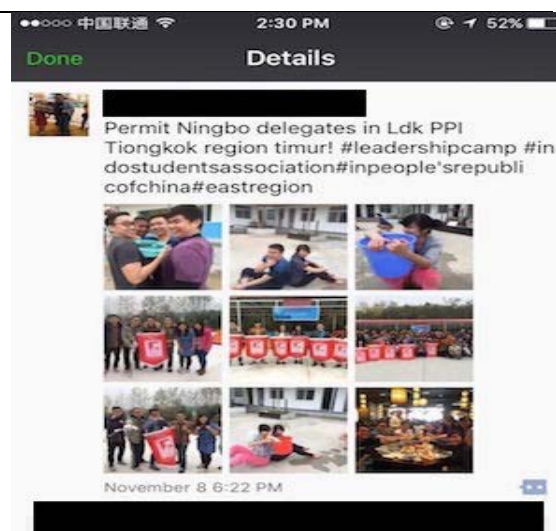 中国联通 2:30 PM 52%
Done Details
Permit Ningbo delegates in Ldk PPI
Tiongkok region timur! #leadershipcamp #in
dostudentsassociation#inpeople'srepubli
cofchina#eastregion
November 8 6:22 PM